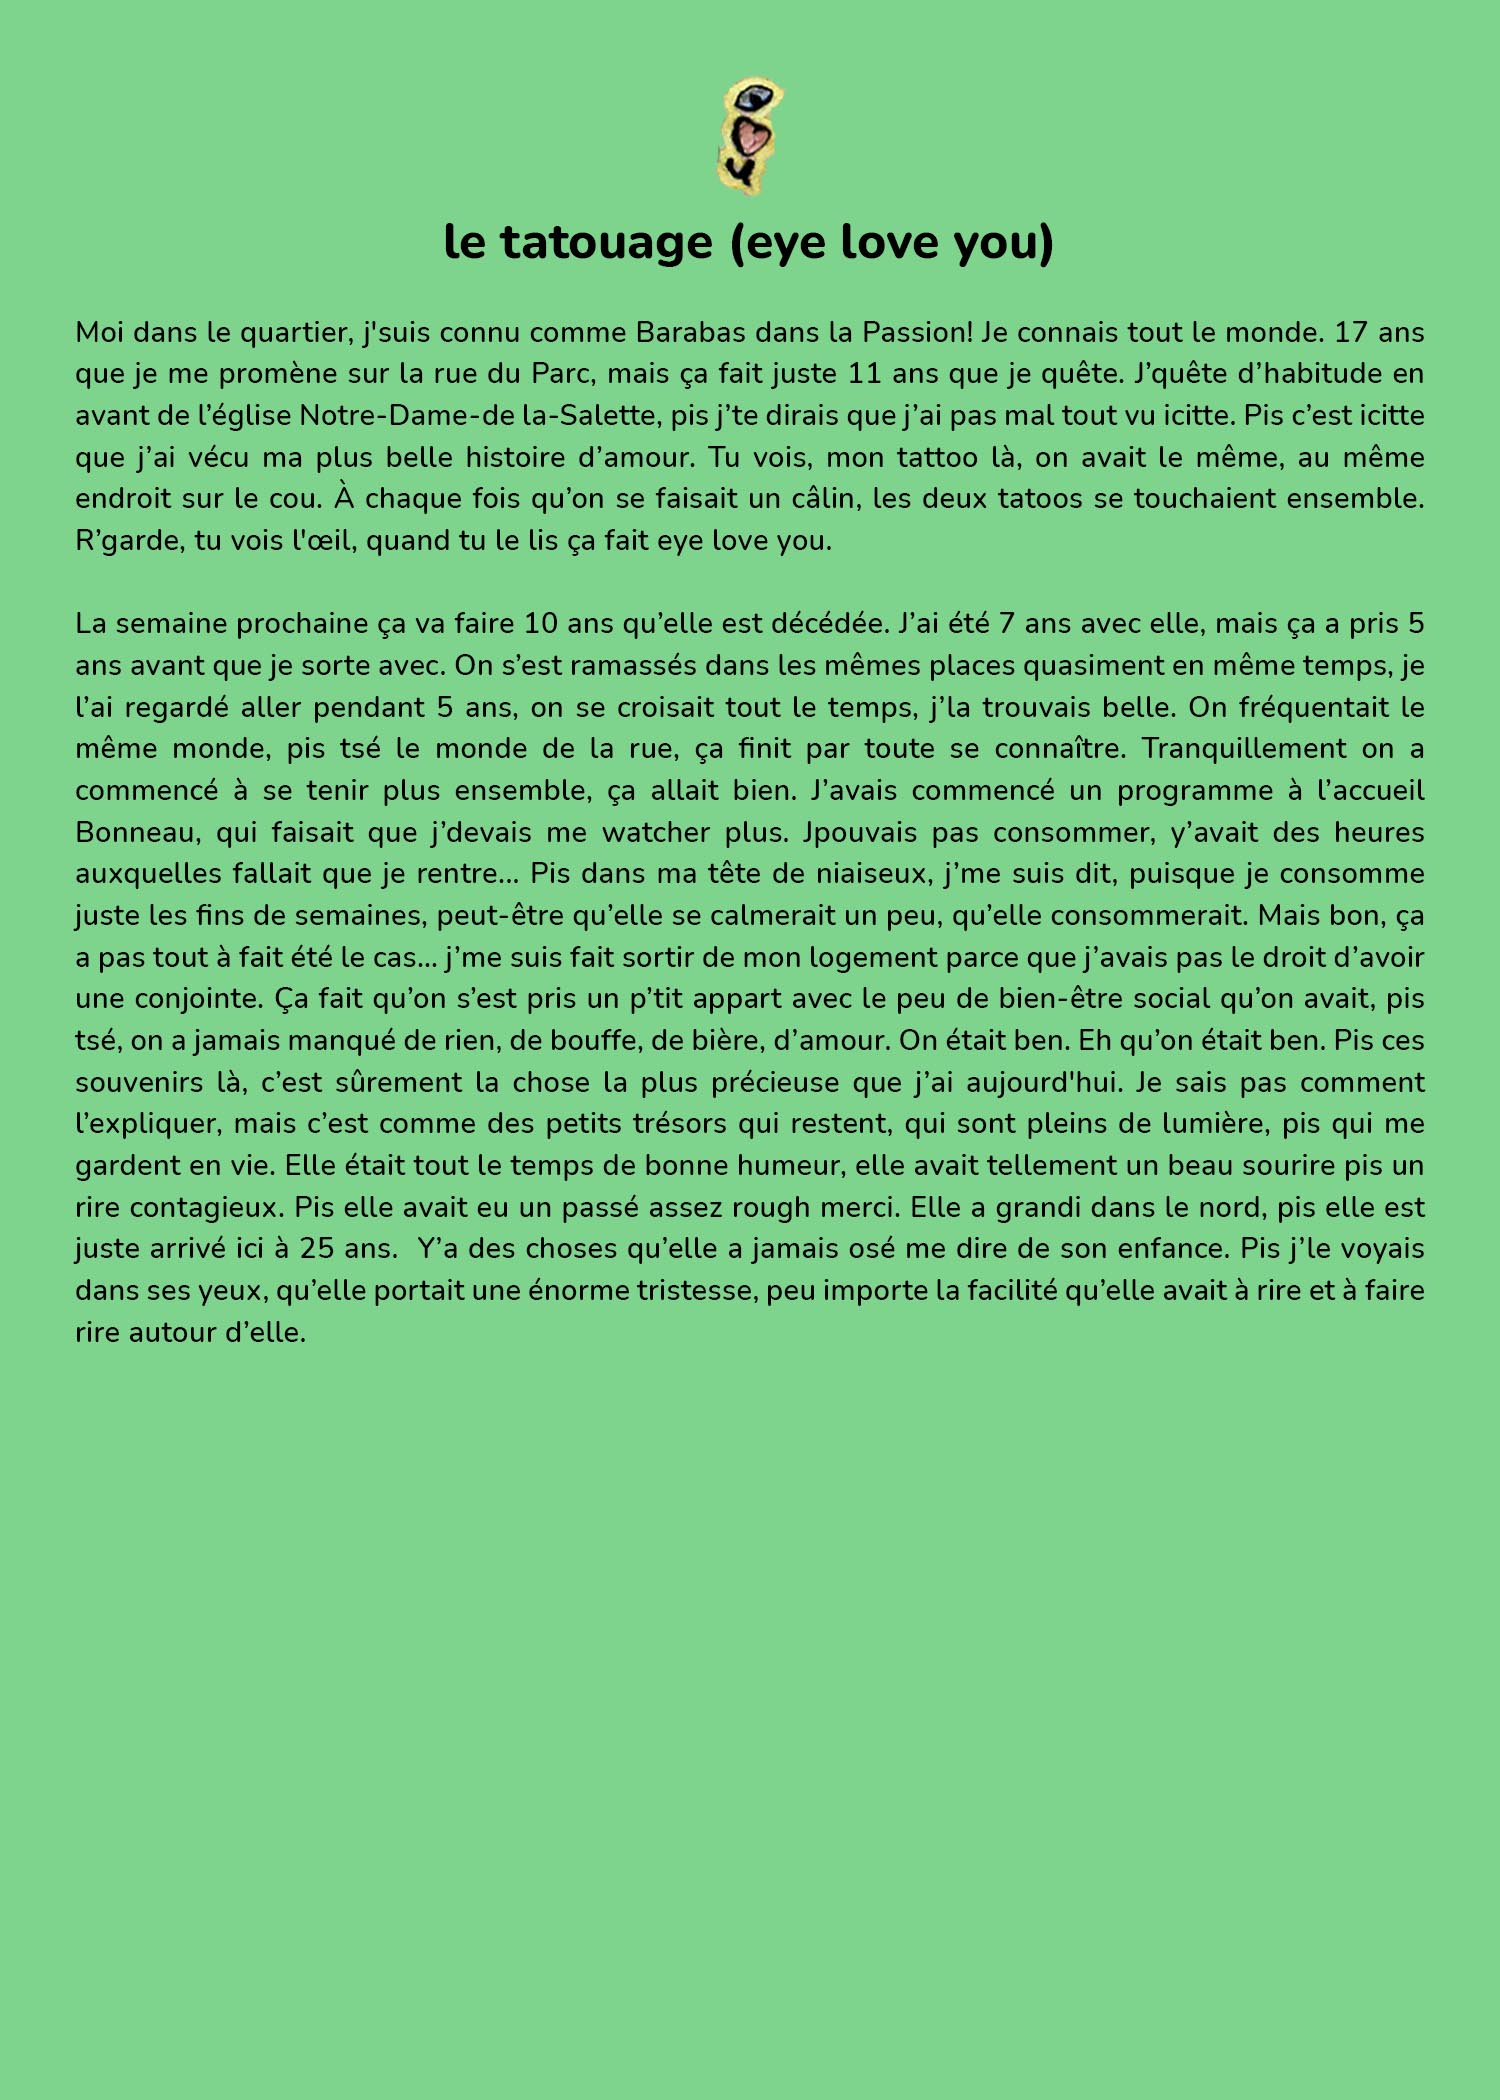 le tatouage (eye love you)
Moi dans le quartier, j'suis connu comme Barabas dans la Passion! Je connais tout le monde. 17 ans
que je me promène sur la rue du Parc, mais ça fait juste 11 ans que je quête. J’quête d’habitude en
avant de l’église Notre-Dame-de la-Salette, pis j’te dirais que j’ai pas mal tout vu icitte. Pis c’est icitte
que j’ai vécu ma plus belle histoire d’amour. Tu vois, mon tattoo là, on avait le même, au même
endroit sur le cou. À chaque fois qu’on se faisait un câlin, les deux tatoos se touchaient ensemble.
R’garde, tu vois l'œil, quand tu le lis ça fait eye love you.
La semaine prochaine ça va faire 10 ans qu’elle est décédée. J’ai été 7 ans avec elle, mais ça a pris 5
ans avant que je sorte avec. On s’est ramassés dans les mêmes places quasiment en même temps, je
l’ai regardé aller pendant 5 ans, on se croisait tout le temps, j’la trouvais belle. On fréquentait le
même monde, pis tsé le monde de la rue, ça finit par toute se connaître. Tranquillement on a
commencé à se tenir plus ensemble, ça allait bien. J’avais commencé un programme à l’accueil
Bonneau, qui faisait que j’devais me watcher plus. Jpouvais pas consommer, y’avait des heures
auxquelles fallait que je rentre... Pis dans ma tête de niaiseux, j’me suis dit, puisque je consomme
juste les fins de semaines, peut-être qu’elle se calmerait un peu, qu’elle consommerait. Mais bon, ça
a pas tout à fait été le cas... j’me suis fait sortir de mon logement parce que j’avais pas le droit d’avoir
une conjointe. Ça fait qu’on s’est pris un p’tit appart avec le peu de bien-être social qu’on avait, pis
tsé, on a jamais manqué de rien, de bouffe, de bière, d’amour. On était ben. Eh qu’on était ben. Pis ces
souvenirs là, c’est sûrement la chose la plus précieuse que j’ai aujourd'hui. Je sais pas comment
l’expliquer, mais c’est comme des petits trésors qui restent, qui sont pleins de lumière, pis qui me
gardent en vie. Elle était tout le temps de bonne humeur, elle avait tellement un beau sourire pis un
rire contagieux. Pis elle avait eu un passé assez rough merci. Elle a grandi dans le nord, pis elle est
juste arrivé ici à 25 ans.  Y’a des choses qu’elle a jamais osé me dire de son enfance. Pis j’le voyais
dans ses yeux, qu’elle portait une énorme tristesse, peu importe la facilité qu’elle avait à rire et à faire
rire autour d’elle.